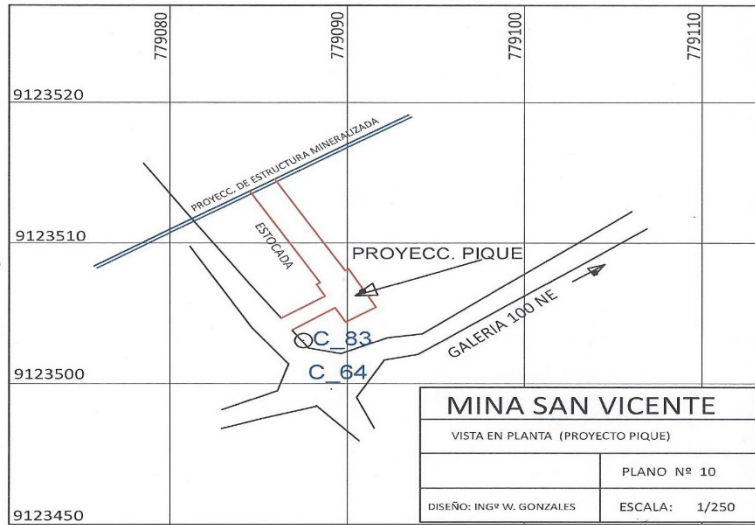 779080
779090
779100
779110
9123520
PROYECC. DE ESTRUCTURA MINERALIZADA
9123510
ESTOCADA
PROYECC. PIQUE
GALERIA 100 NE
C_83
C_64
9123500
MINA SAN VICENTE
VISTA EN PLANTA (PROYECTO PIQUE)
PLANO Nº 10
DISEÑO: INGº W. GONZALES
ESCALA: 1/250
9123450